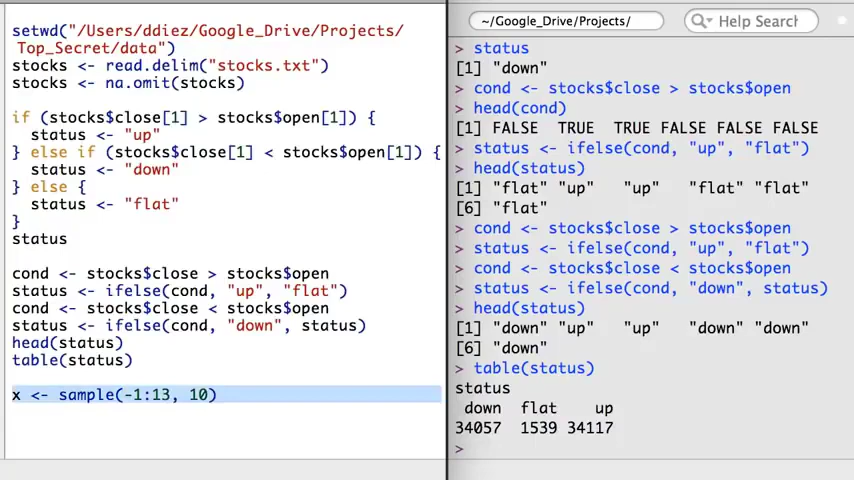 setwd("/Users/ddiez/Google_Drive/Projects/
Top_Secret/data")
stocks <- read.delim("stocks.txt")
stocks <- na.omit(stocks)
if (stocks$close[1] > stocks$open[1]) {
status <- "up"
} else if (stocks$close[1] < stocks$open[1]) {
status <- "down"
} else {
status <- "flat"
}
status
cond <- stocks$close > stocks$open
status <- ifelse(cond, "up", "flat")
cond <- stocks$close < stocks$open
status <- ifelse(cond, "down", status)
head(status)
table(status)
x <- sample(-1:13, 10)
~/Google_Drive/Projects/
Help Search
> status
[1] "down"
> cond <- stocks$close > stocks$open
> head(cond)
[1] FALSE TRUE TRUE FALSE FALSE FALSE
> status <- ifelse(cond, "up", "flat")
> head(status)
[1] "flat" "up" "up" "flat" "flat"
[6] "flat"
> cond <- stocks$close > stocks$open
> status <- ifelse(cond, "up", "flat")
> cond <- stocks$close < stocks$open
> status <- ifelse(cond, "down", status)
> head(status)
[1] "down" "up" "up" "down" "down"
[6] "down"
> table(status)
status
down flat up
34057 1539 34117
>